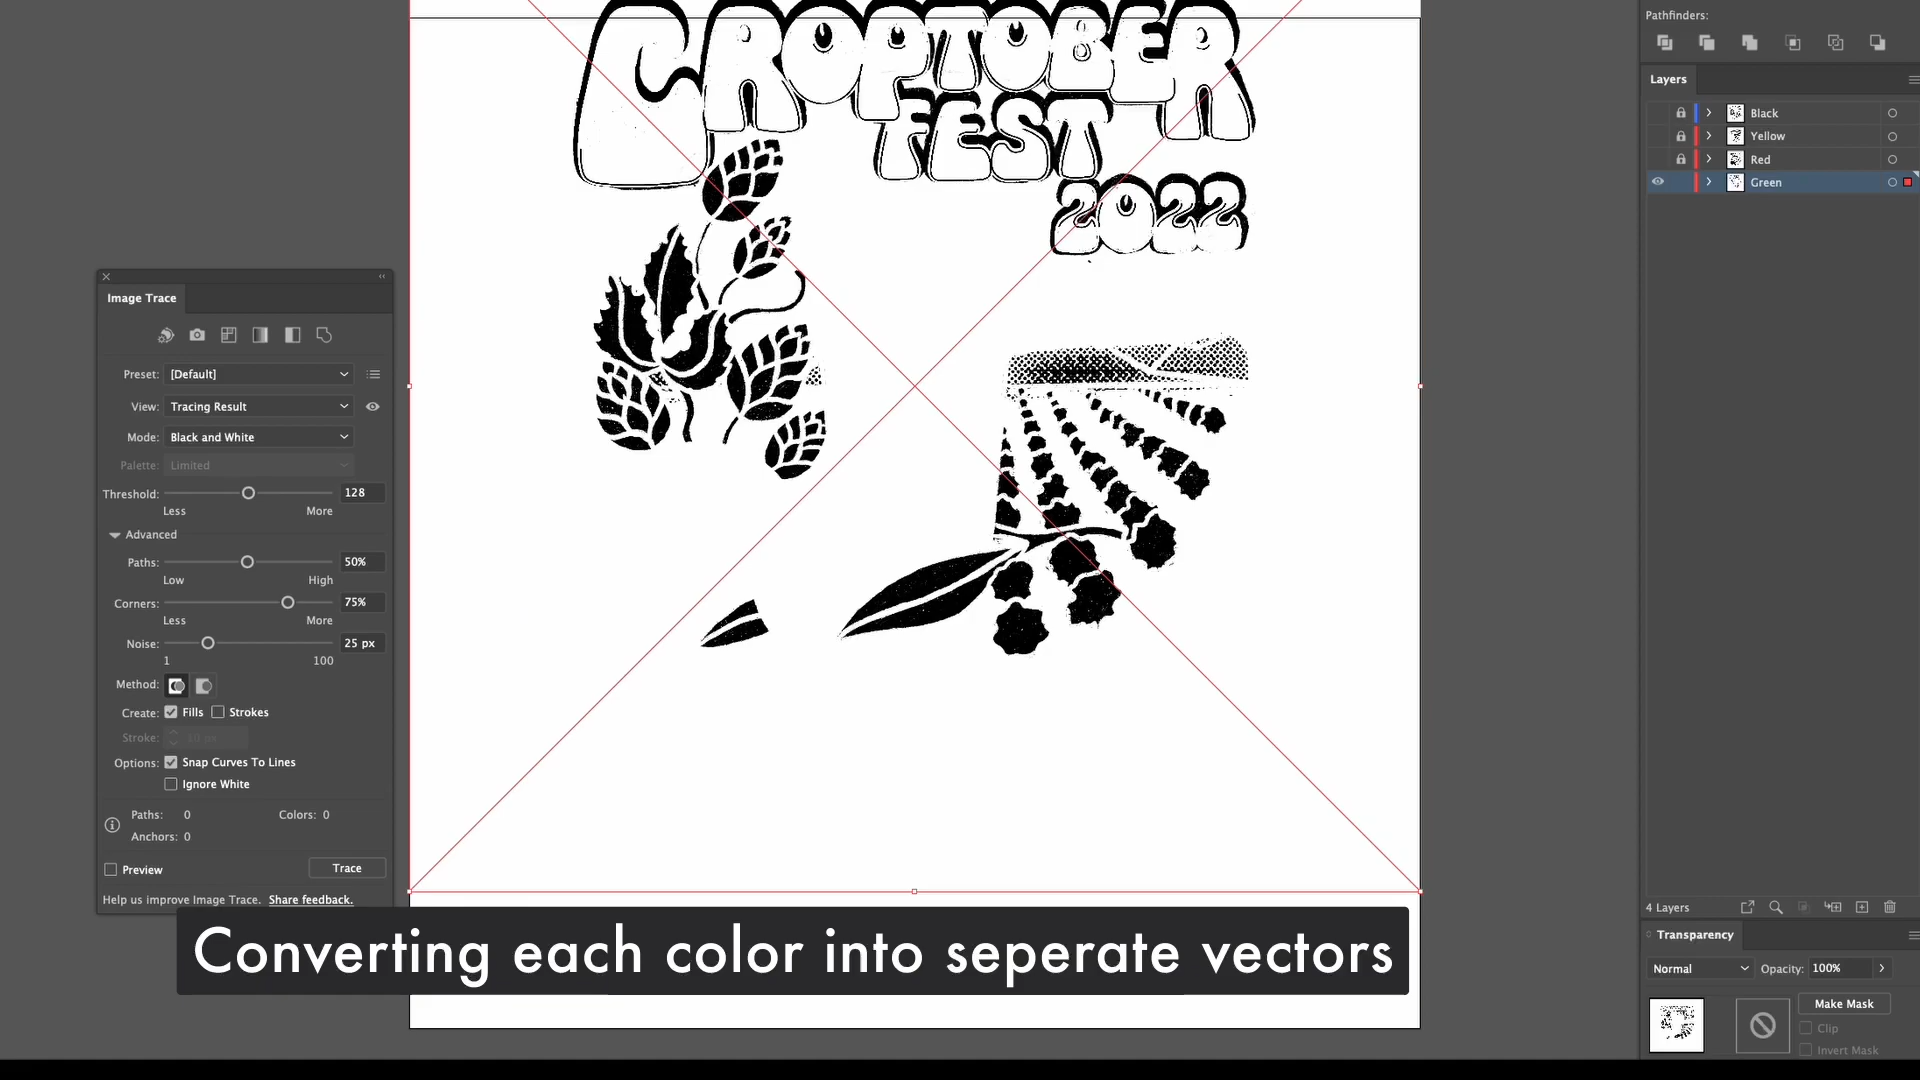 CROPTOBER
FEST
2022
Image Trace
Preset: [Default]
View: Tracing Result
Mode: Black and White
Palette: Limited
Threshold: 128
Less More
Advanced
Paths: 50%
Low High
Corners: 75%
Less More
Noise: 25 px
1 100
Method:
Create: Fills Strokes
Stroke:
Options: Snap Curves To Lines
Ignore White
Paths: 0 Colors: 0
Anchors: 0
Preview Trace
Help us improve Image Trace. Share feedback.
Converting each color into seperate vectors
Pathfinders:
Layers
Black
Yellow
Red
Green
4 Layers
Transparency
Normal Opacity: 100%
Make Mask
Clip
Invert Mask